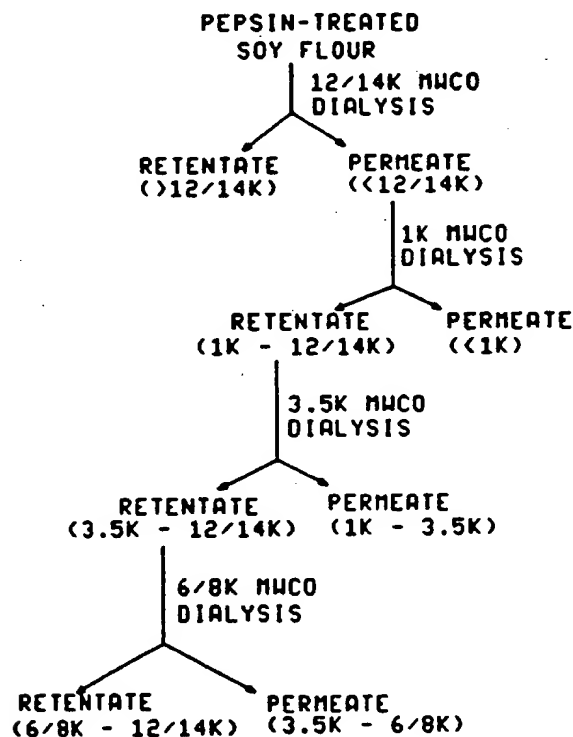 PEPSIN-TREATED
SOY FLOUR
12/14K MWCO
DIALYSIS
RETENTATE
(>12/14K)
PERMEATE
(<12/14K)
1K MWCO
DIALYSIS
RETENTATE
(1K - 12/14K)
PERMEATE
(<1K)
3.5K MWCO
DIALYSIS
RETENTATE
(3.5K - 12/14K)
PERMEATE
(1K - 3.5K)
6/8K MWCO
DIALYSIS
RETENTATE
(6/8K - 12/14K)
PERMEATE
(3.5K - 6/8K)